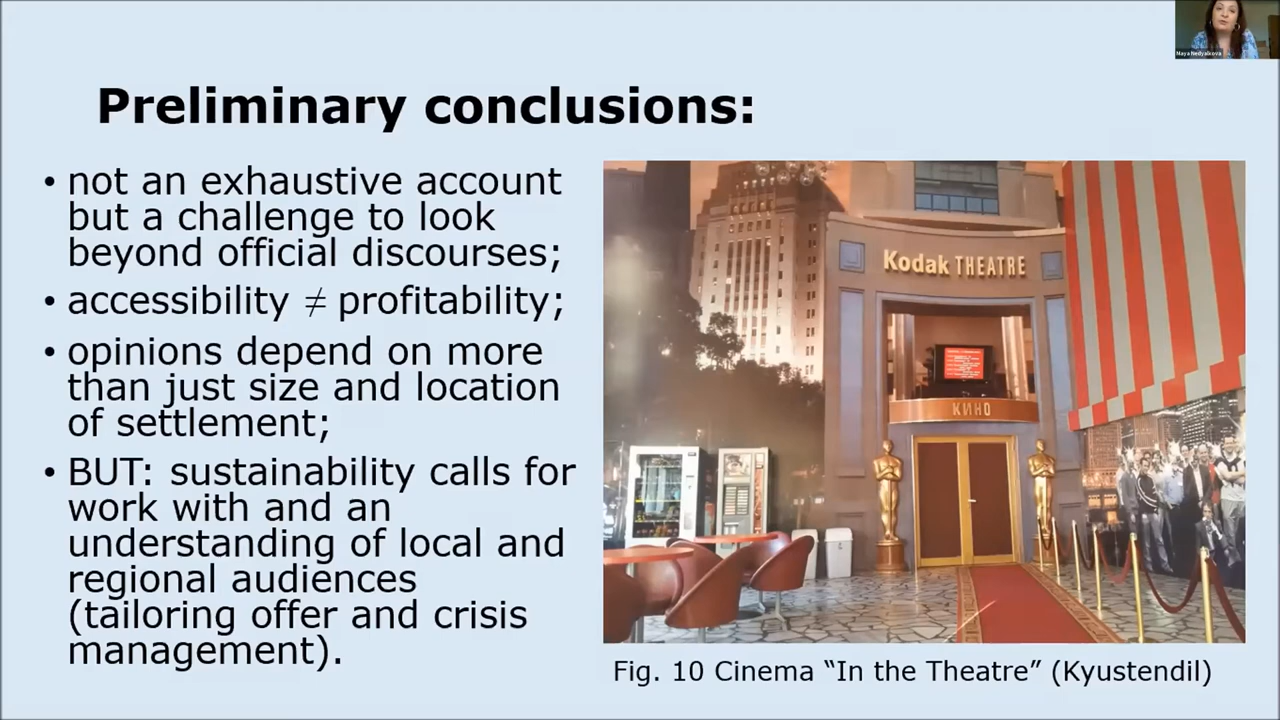 Maya Nedyalkova
Preliminary conclusions:
• not an exhaustive account
but a challenge to look
beyond official discourses;
• accessibility ≠ profitability;
• opinions depend on more
than just size and location
of settlement;
• BUT: sustainability calls for
work with and an
understanding of local and
regional audiences
(tailoring offer and crisis
management).
Kodak THEATRE
КИНО
Fig. 10 Cinema “In the Theatre” (Kyustendil)